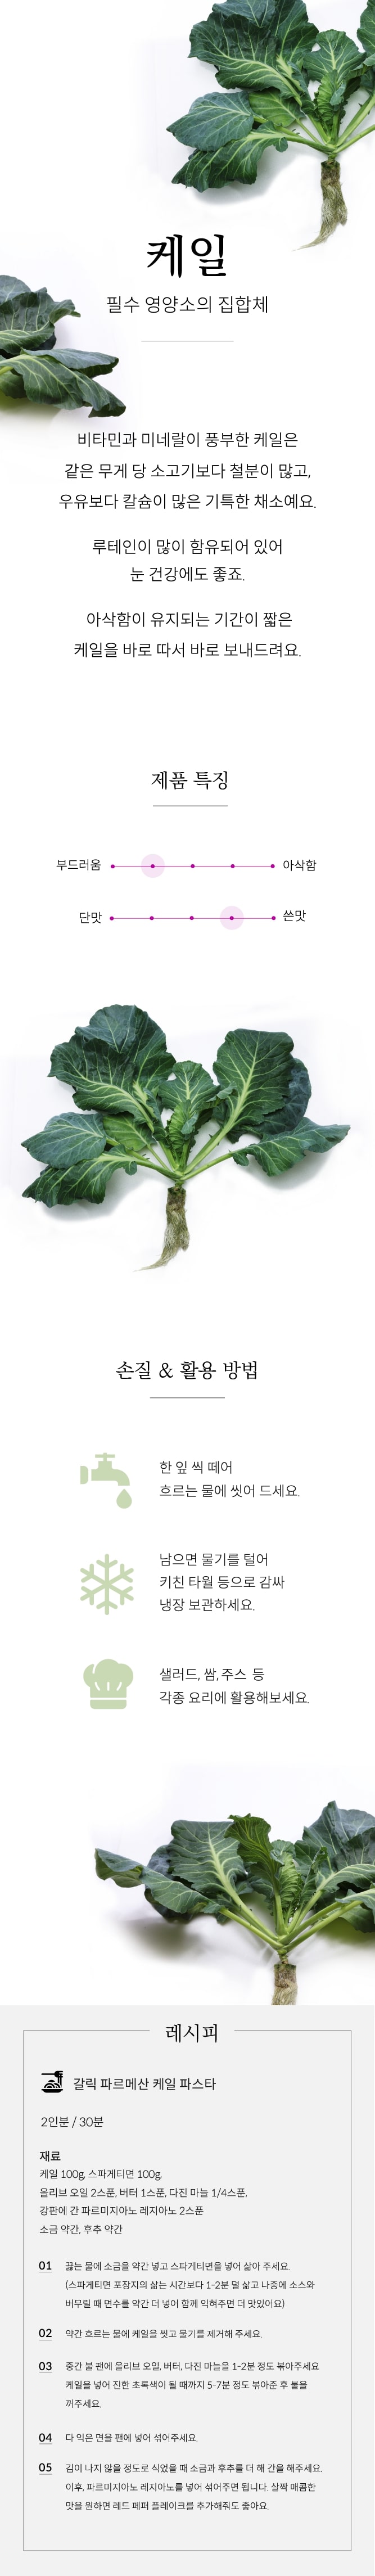 케일
필수 영양소의 집합체
비타민과 미네랄이 풍부한 케일은
같은 무게 당 소고기보다 철분이 많고,
우유보다 칼슘이 많은 기특한 채소예요.
루테인이 많이 함유되어 있어
눈 건강에도 좋죠.
아삭함이 유지되는 기간이 짧은
케일을 바로 따서 바로 보내드려요.
제품 특징
부드러움 아삭함
단맛 쓴맛
손질 & 활용 방법
한 잎 씩 떼어
흐르는 물에 씻어 드세요.
남으면 물기를 털어
키친 타월 등으로 감싸
냉장 보관하세요.
샐러드, 쌈, 주스 등
각종 요리에 활용해보세요.
레시피
갈릭 파르메산 케일 파스타
2인분 / 30분
재료
케일 100g, 스파게티면 100g,
올리브 오일 2스푼, 버터 1스푼, 다진 마늘 1/4스푼,
강판에 간 파르미지아노 레지아노 2스푼
소금 약간, 후추 약간
01 끓는 물에 소금을 약간 넣고 스파게티면을 넣어 삶아 주세요.
(스파게티면 포장지의 삶는 시간보다 1-2분 덜 삶고 나중에 소스와
버무릴 때 면수를 약간 더 넣어 함께 익혀주면 더 맛있어요)
02 약간 흐르는 물에 케일을 씻고 물기를 제거해 주세요.
03 중간 불 팬에 올리브 오일, 버터, 다진 마늘을 1-2분 정도 볶아주세요
케일을 넣어 진한 초록색이 될 때까지 5-7분 정도 볶아준 후 불을
꺼주세요.
04 다 익은 면을 팬에 넣어 섞어주세요.
05 김이 나지 않을 정도로 식었을 때 소금과 후추를 더 해 간을 해주세요.
이후, 파르미지아노 레지아노를 넣어 섞어주면 됩니다. 살짝 매콤한
맛을 원하면 레드 페퍼 플레이크를 추가해줘도 좋아요.